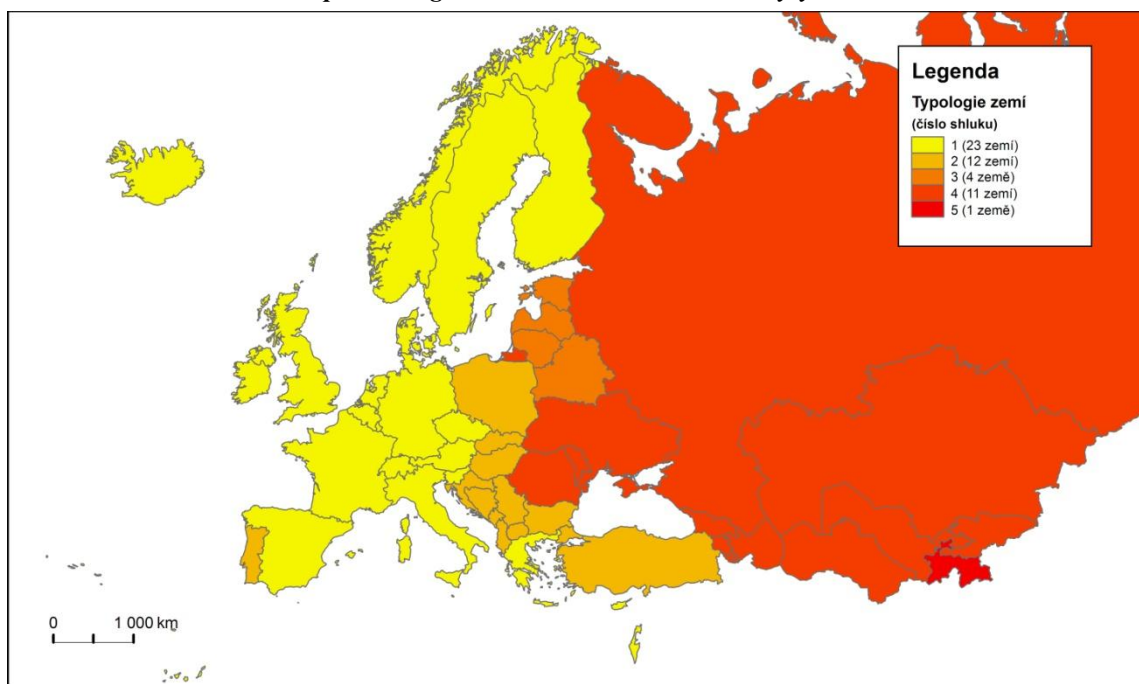 Legenda
Typologie zemí
(číslo shluku)
1 (23 zemí)
2 (12 zemí)
3 (4 země)
4 (11 zemí)
5 (1 země)
0 1 000 km